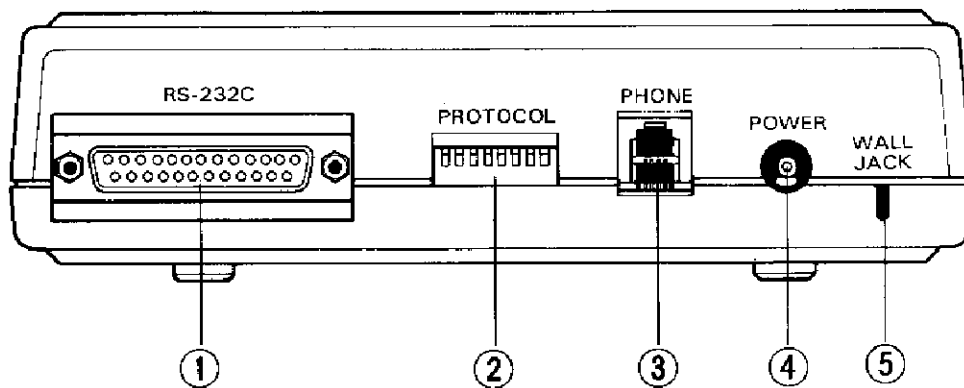 RS-232C
PROTOCOL
PHONE
POWER
WALL
JACK
① ② ③ ④ ⑤